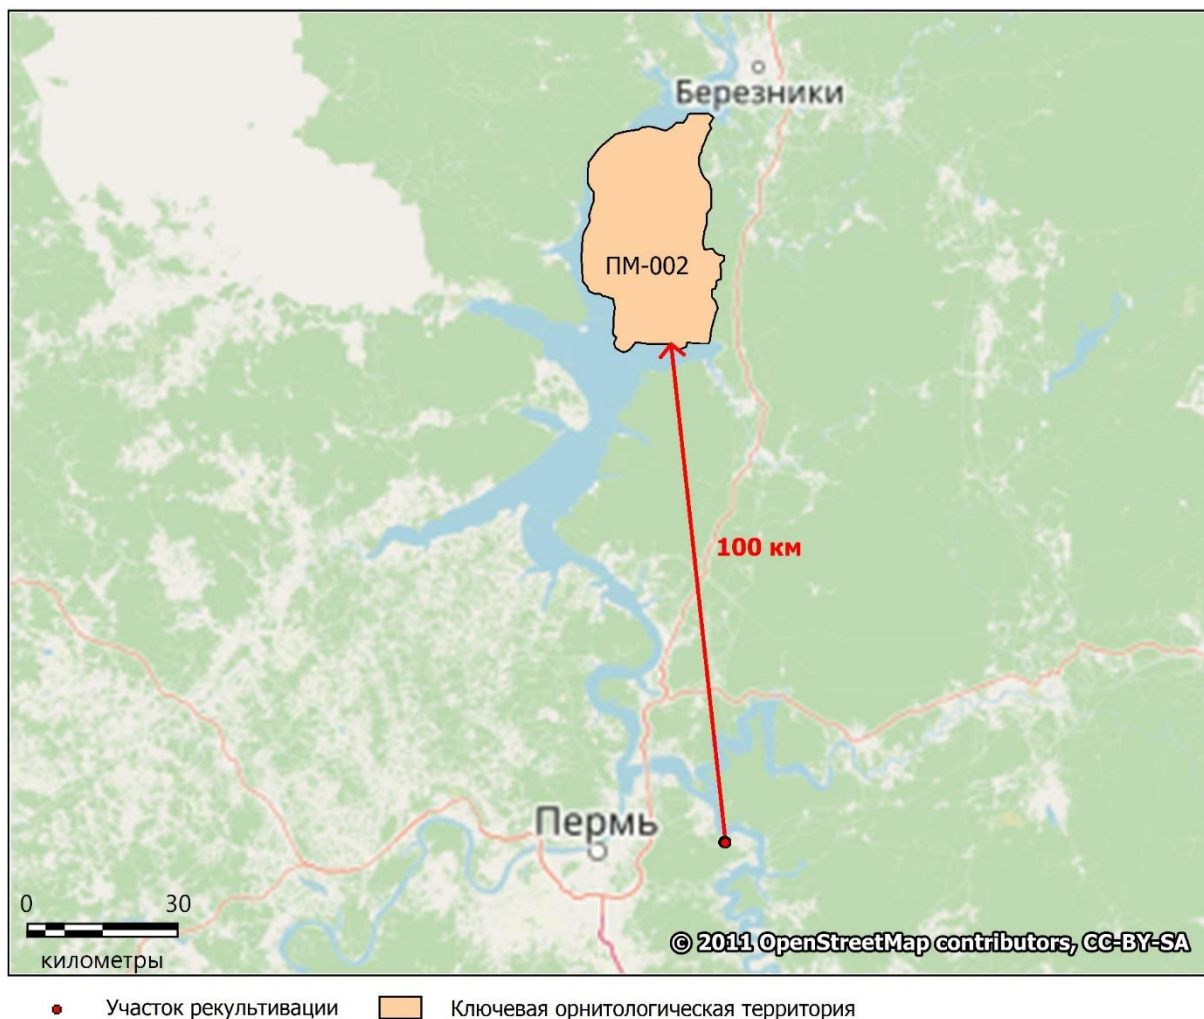 Березники
ПМ-002
100 км
Пермь
0 30
километры
© 2011 OpenStreetMap contributors, CC-BY-SA
Участок рекультивации Ключевая орнитологическая территория